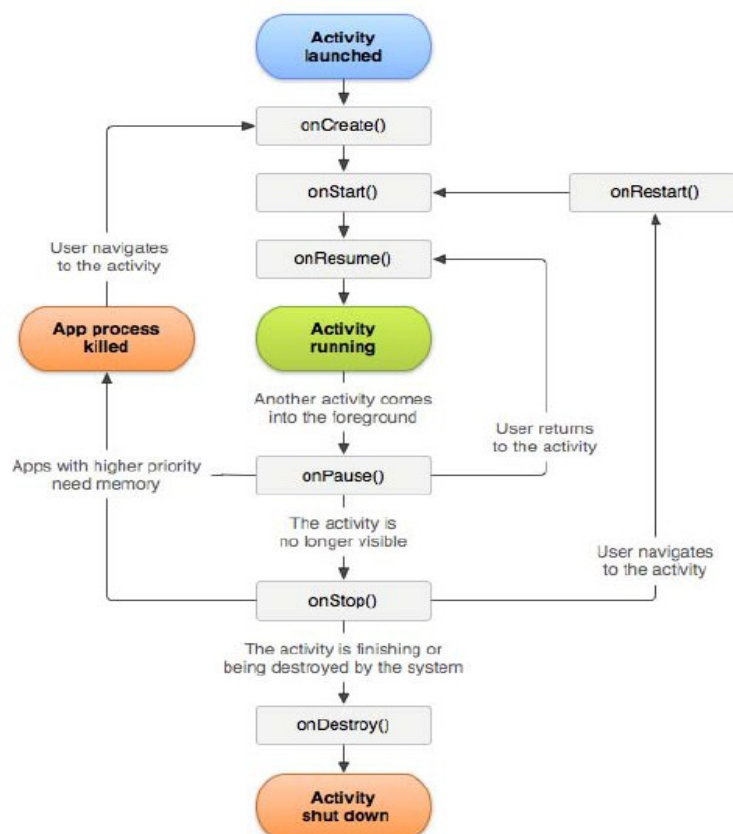 Activity
launched
onCreate()
onStart()
onRestart()
User navigates
to the activity
onResume()
App process
killed
Activity
running
Another activity comes
into the foreground
User returns
to the activity
Apps with higher priority
need memory
onPause()
The activity is
no longer visible
User navigates
to the activity
onStop()
The activity is finishing or
being destroyed by the system
onDestroy()
Activity
shut down